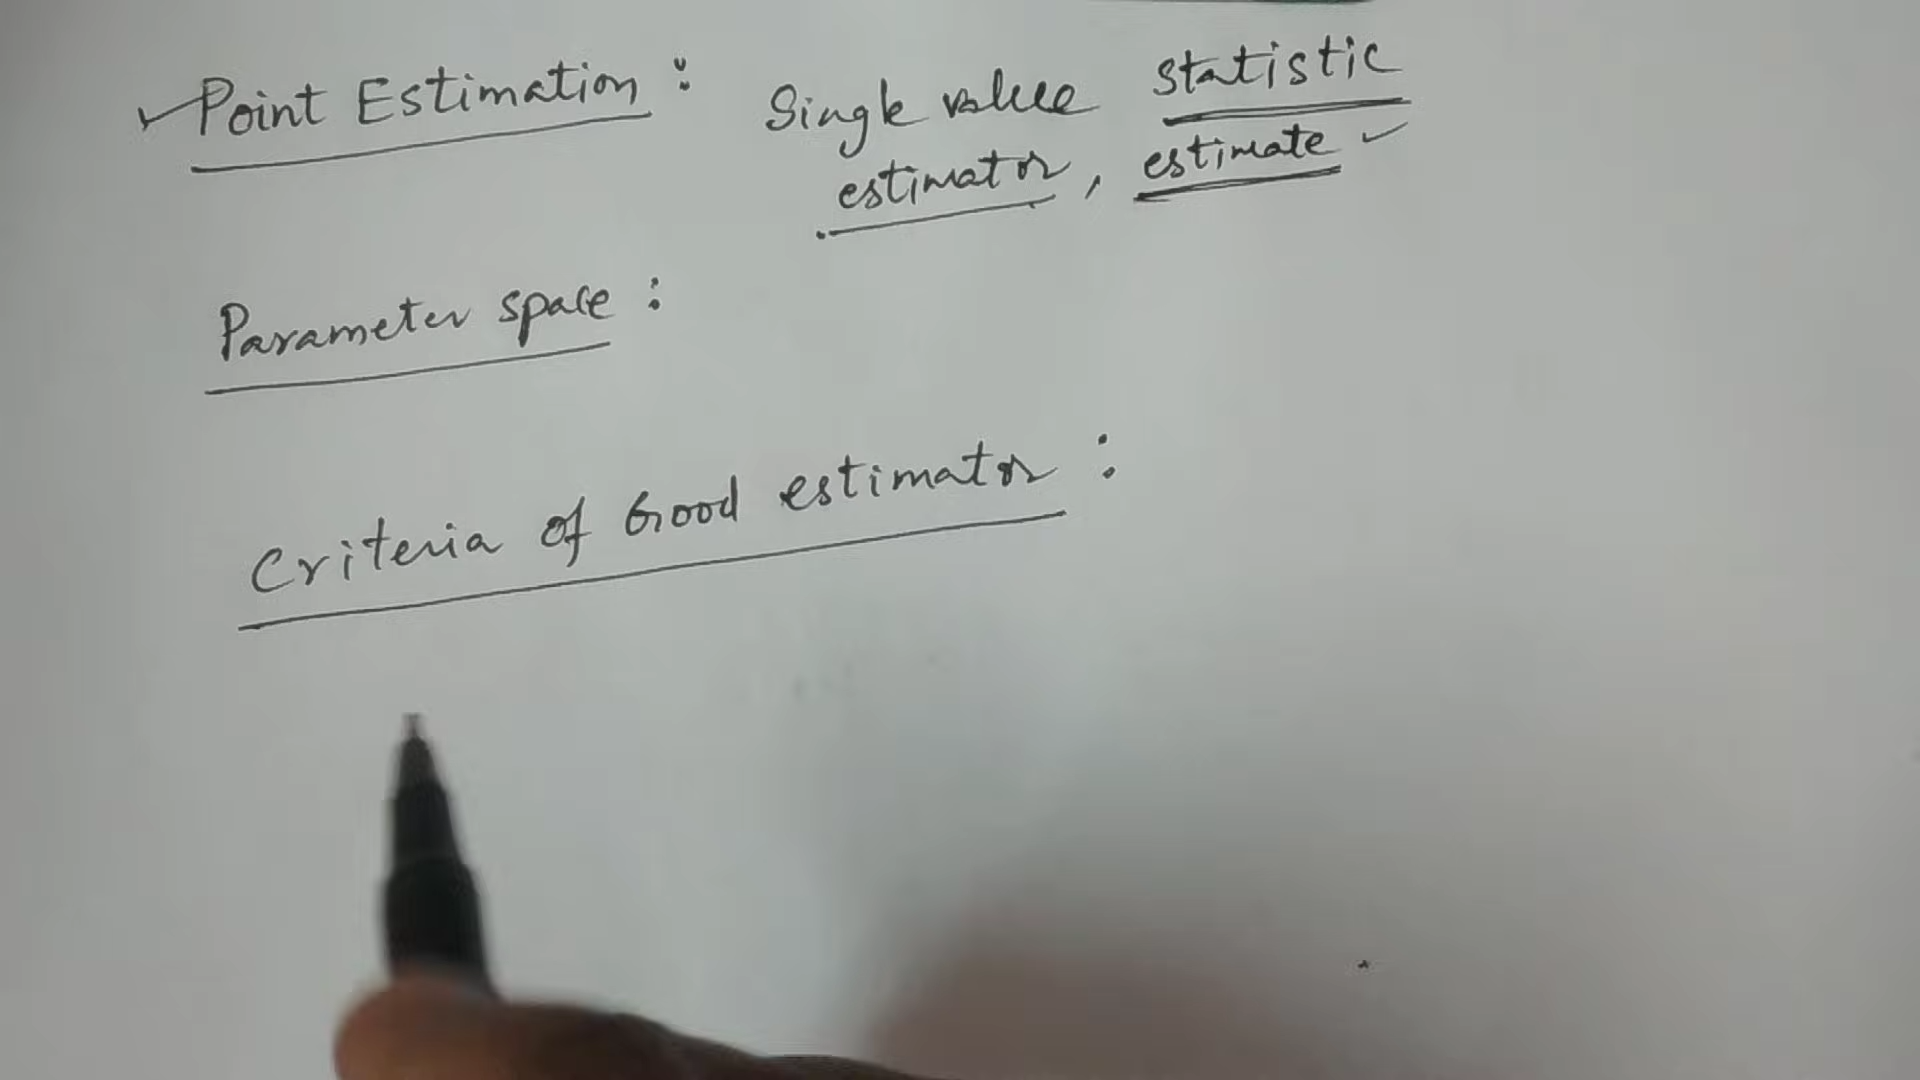 Point Estimation : Single value statistic
estimator, estimate
Parameter space :
Criteria of Good estimator :